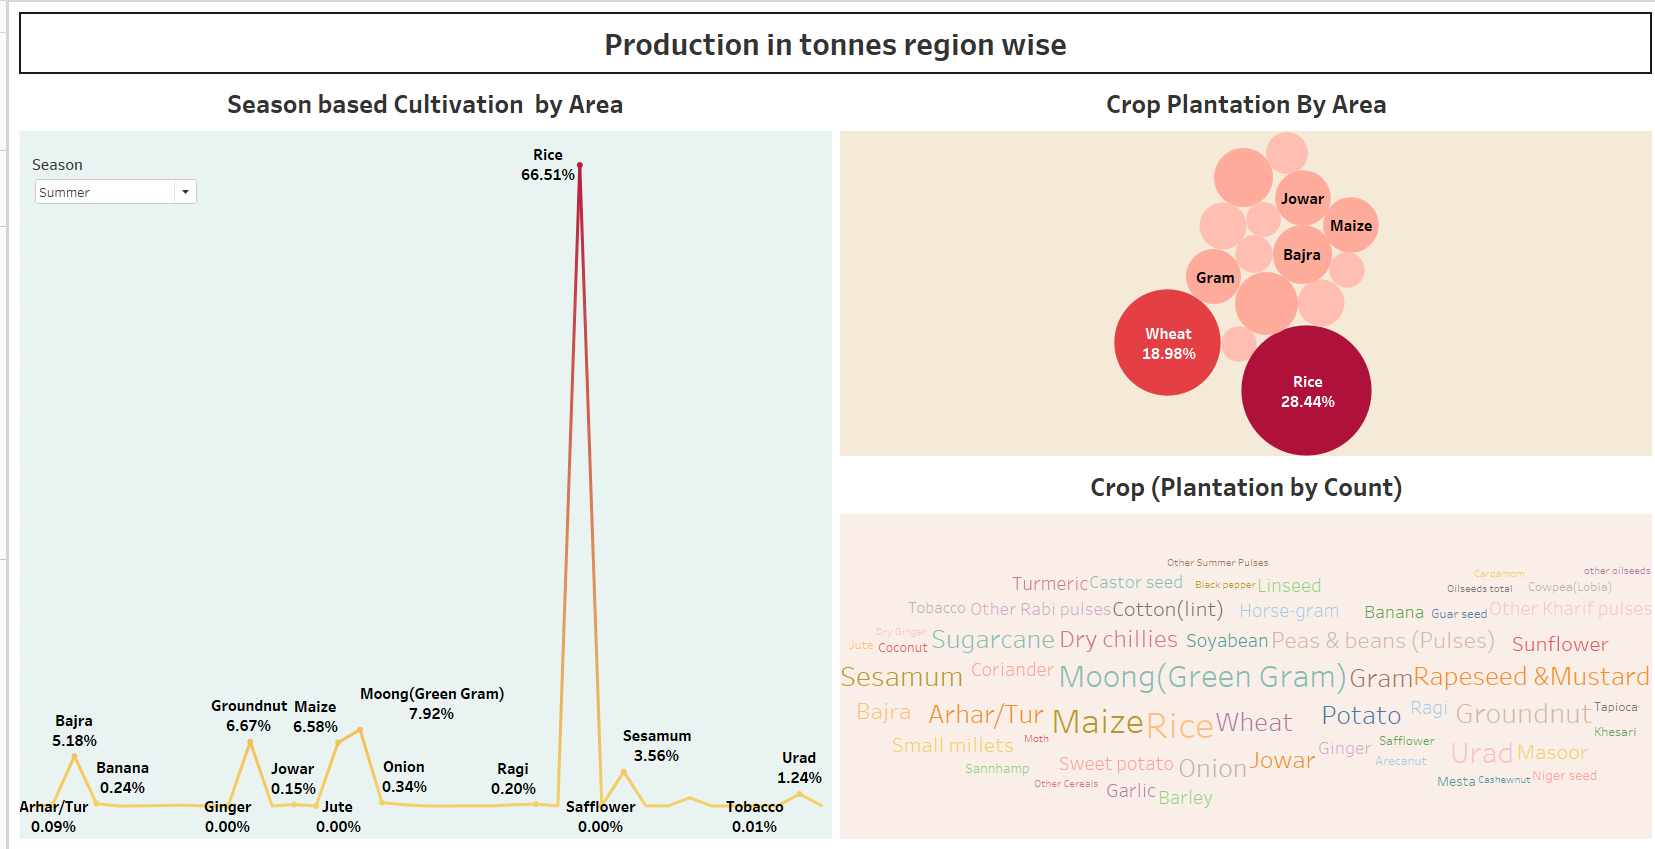 Production in tonnes region wise
Season based Cultivation by Area
Season
Summer
Rice
66.51%
Moong(Green Gram)
7.92%
Groundnut
6.67%
Maize
6.58%
Bajra
5.18%
Sesamum
3.56%
Urad
1.24%
Banana
0.24%
Jowar
0.15%
Onion
0.34%
Ragi
0.20%
Arhar/Tur
0.09%
Ginger
0.00%
Jute
0.00%
Safflower
0.00%
Tobacco
0.01%
Crop Plantation By Area
Jowar
Maize
Bajra
Gram
Wheat
18.98%
Rice
28.44%
Crop (Plantation by Count)
Other Summer Pulses
Cardamom
other oilseeds
Turmeric Castor seed Black pepper Linseed
Oilseeds total Cowpea(Lobia)
Tobacco Other Rabi pulses Cotton(lint) Horse-gram Banana Guar seed Other Kharif pulses
Dry Ginger
Jute Coconut Sugarcane Dry chillies Soyabean Peas & beans (Pulses) Sunflower
Sesamum Coriander Moong(Green Gram) Gram Rapeseed &Mustard
Bajra Arhar/Tur Maize Rice Wheat Potato Ragi Groundnut Tapioca
Khesari
Small millets Moth Ginger Safflower Urad Masoor
Sannhamp Sweet potato Onion Jowar Arecanut
Other Cereals Garlic Barley Mesta Cashewnut Niger seed